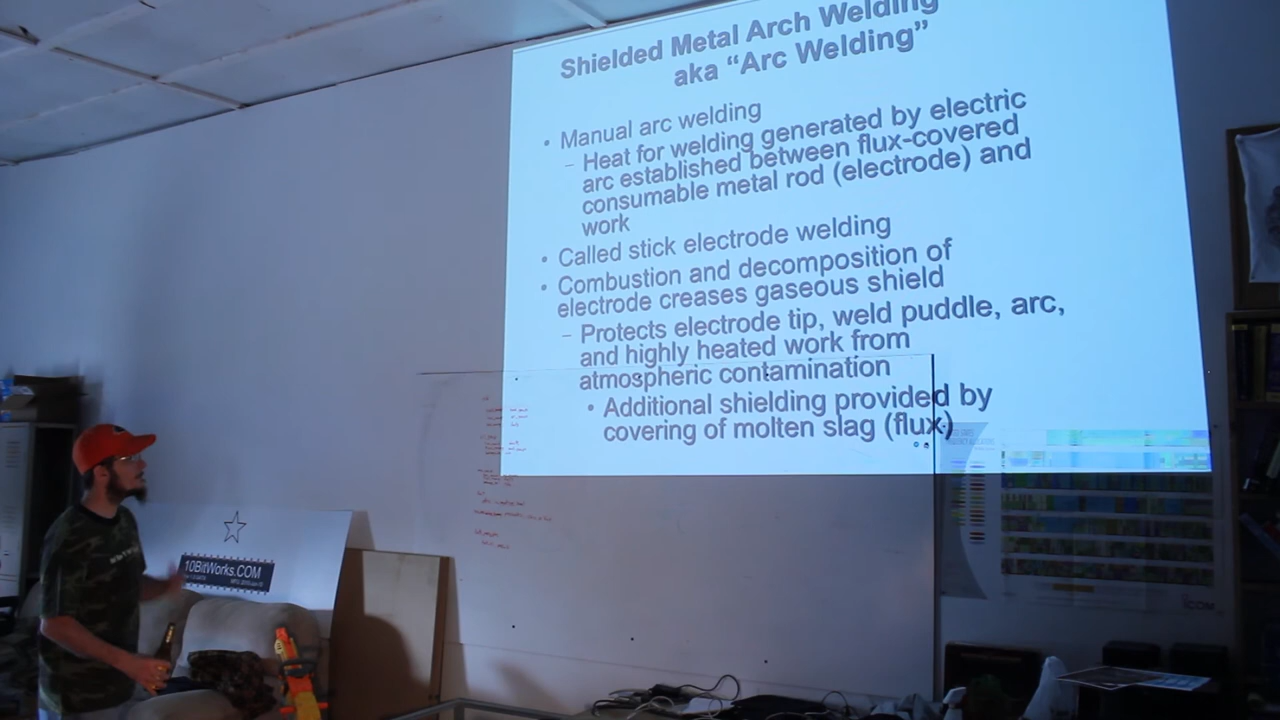 Shielded Metal Arch Welding
aka “Arc Welding”
• Manual arc welding
– Heat for welding generated by electric
arc established between flux-covered
consumable metal rod (electrode) and
work
• Called stick electrode welding
• Combustion and decomposition of
electrode creases gaseous shield
– Protects electrode tip, weld puddle, arc,
and highly heated work from
atmospheric contamination
• Additional shielding provided by
covering of molten slag (flux)
10BitWorks.COM
ICOM